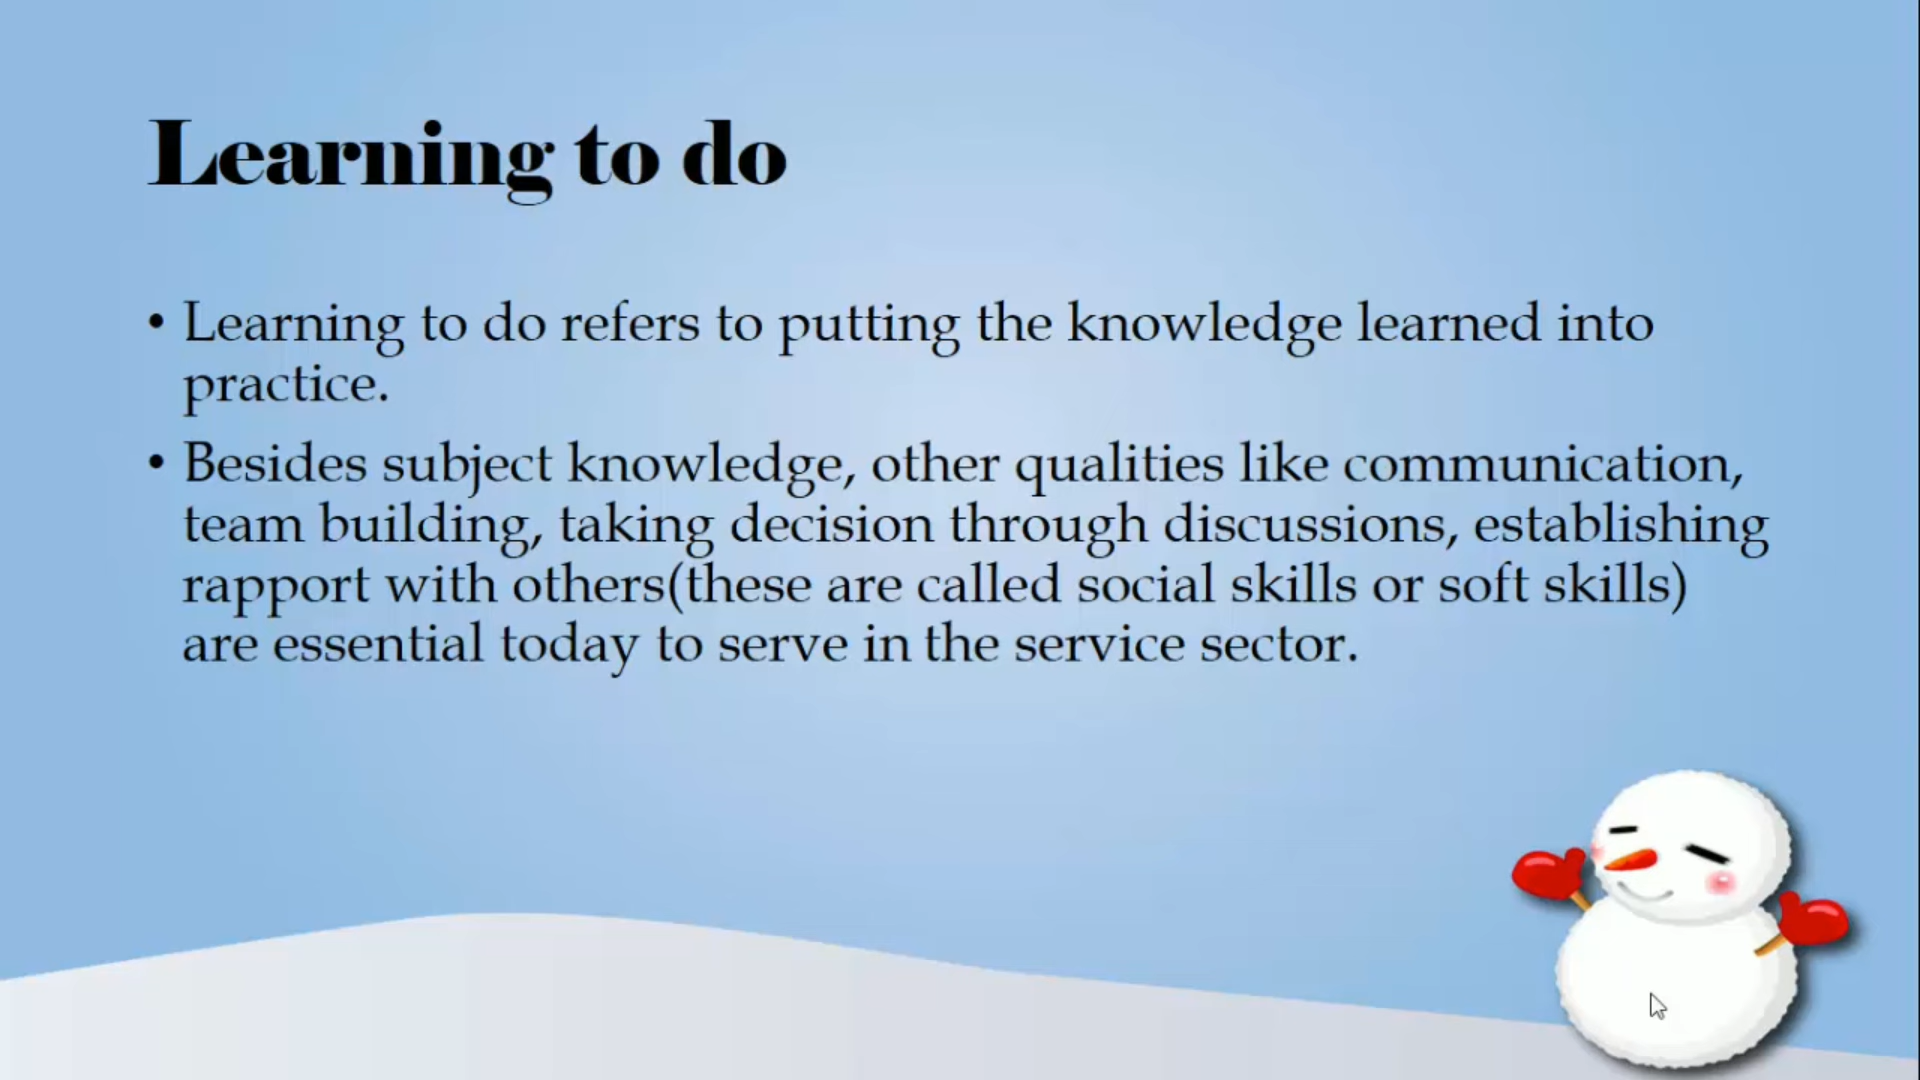 Learning to do
• Learning to do refers to putting the knowledge learned into
practice.
• Besides subject knowledge, other qualities like communication,
team building, taking decision through discussions, establishing
rapport with others(these are called social skills or soft skills)
are essential today to serve in the service sector.